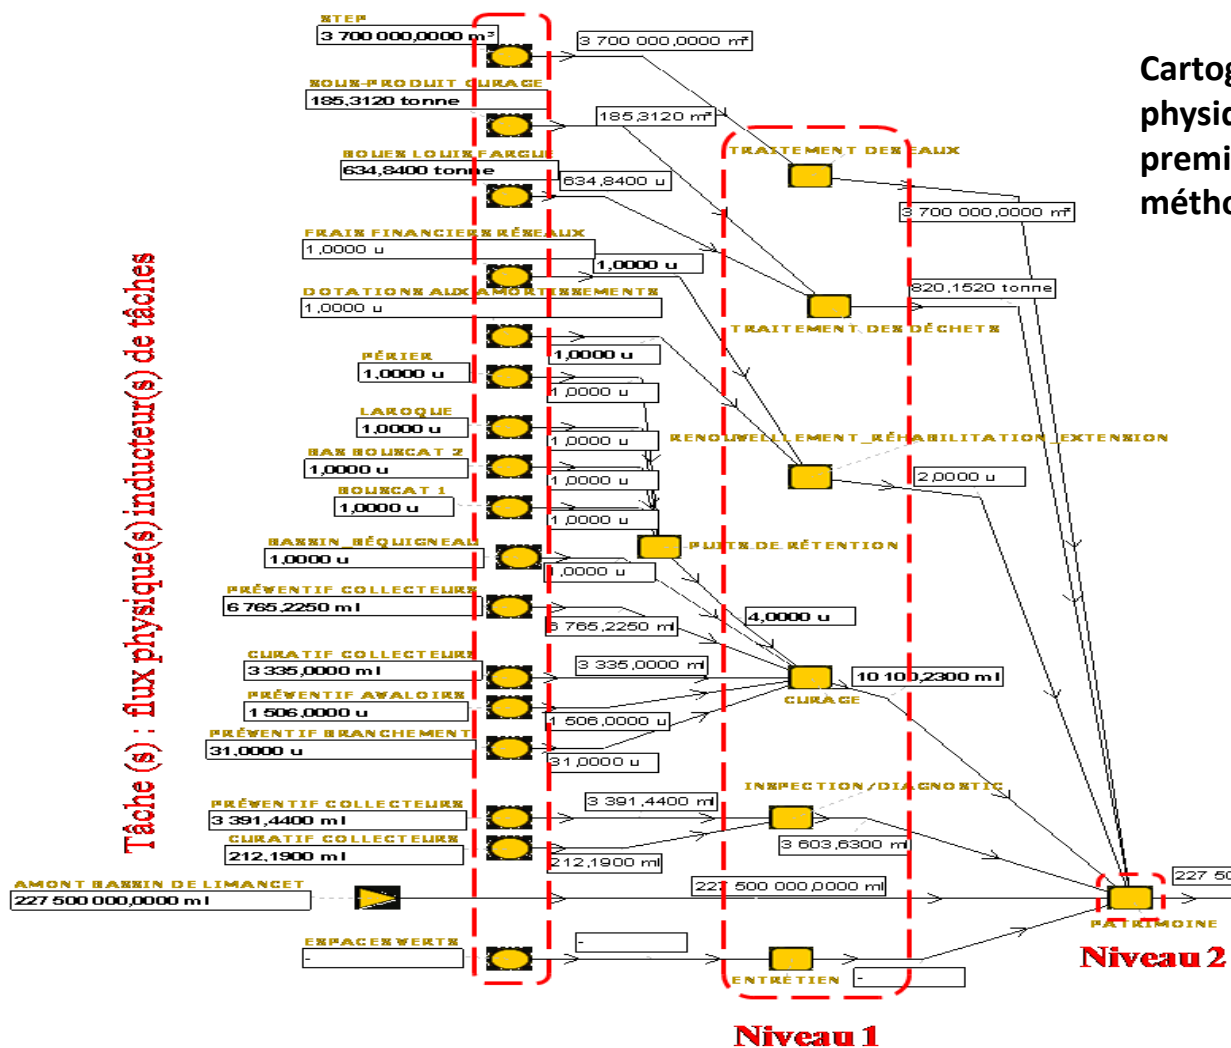 STEP
3 700 000,0000 m³
3 700 000,0000 m³
SOUS-PRODUIT CURAGE
185,3120 tonne
185,3120 m³
BOUES LOUIS FARGUE
634,8400 tonne
634,8400 u
FRAIS FINANCIERS RÉSEAUX
1,0000 u
1,0000 u
DOTATIONS AUX AMORTISSEMENTS
1,0000 u
1,0000 u
PÉRIER
1,0000 u
1,0000 u
LAROQUE
1,0000 u
1,0000 u
BAS BOUSCAT 2
1,0000 u
1,0000 u
BOUSCAT 1
1,0000 u
1,0000 u
BASSIN_BÉQUIGNEAU
1,0000 u
1,0000 u
PRÉVENTIF COLLECTEURS
6 765,2250 ml
6 765,2250 ml
CURATIF COLLECTEURS
3 335,0000 ml
3 335,0000 ml
PRÉVENTIF AVALOIRS
1 506,0000 u
1 506,0000 u
PRÉVENTIF BRANCHEMENT
31,0000 u
31,0000 u
PRÉVENTIF COLLECTEURS
3 391,4400 ml
3 391,4400 ml
CURATIF COLLECTEURS
212,1900 ml
212,1900 ml
AMONT BASSIN DE LIMANCET
227 500 000,0000 ml
227 500 000,0000 ml
ESPACES VERTS
-
-
Tâche (s) : flux physique(s) inducteur(s) de tâches
TRAITEMENT DES EAUX
3 700 000,0000 m³
820,1520 tonne
TRAITEMENT DES DÉCHETS
RENOUWELLLEMENT_RÉHABILITATION_EXTENSION
2,0000 u
PUITS DE RÉTENTION
4,0000 u
10 100,2300 ml
CURAGE
INSPECTION/DIAGNOSTIC
3 603,6300 ml
ENTRETIEN
-
Niveau 1
227 50
PATRIMOINE
Niveau 2
Cartog
physic
premi
métho